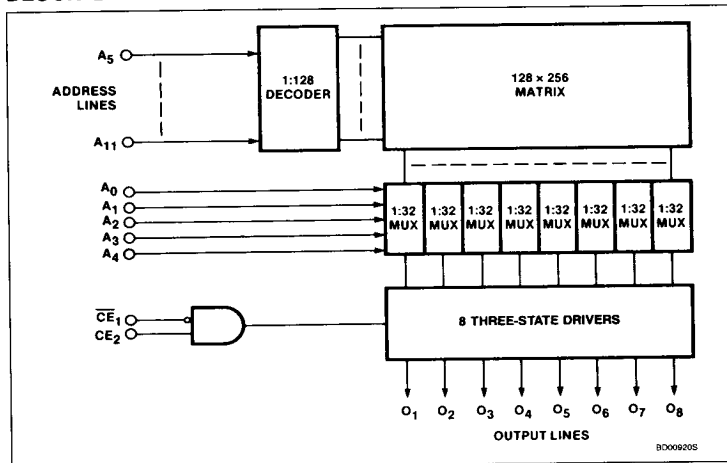 A5
ADDRESS
LINES
A11
1:128
DECODER
128 × 256
MATRIX
A0
A1
A2
A3
A4
1:32
MUX
1:32
MUX
1:32
MUX
1:32
MUX
1:32
MUX
1:32
MUX
1:32
MUX
1:32
MUX
C̅E̅1
CE2
8 THREE-STATE DRIVERS
O1 O2 O3 O4 O5 O6 O7 O8
OUTPUT LINES
BD00920S